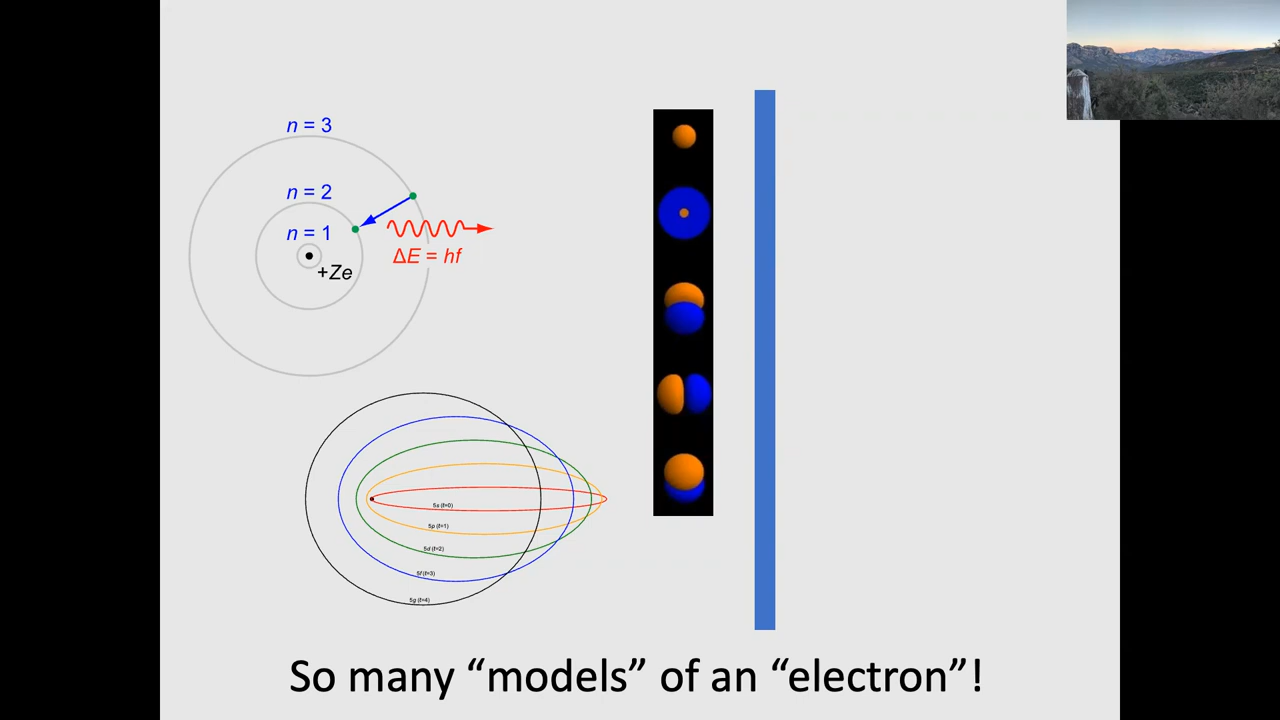 n = 3
n = 2
n = 1
+Ze
ΔE = hf
5s (ℓ=0)
5p (ℓ=1)
5d (ℓ=2)
5f (ℓ=3)
5g (ℓ=4)
So many “models” of an “electron”!